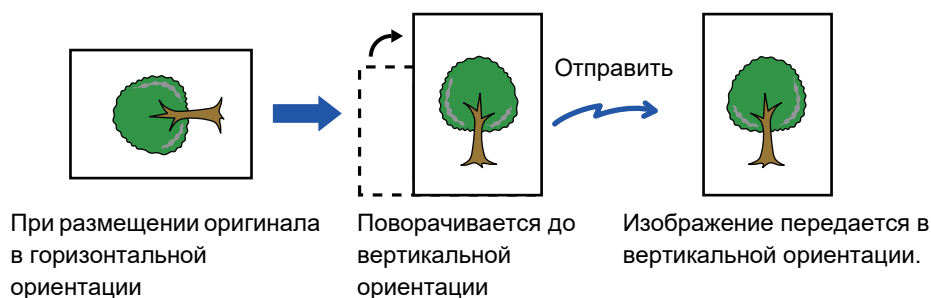 Отправить
При размещении оригинала
в горизонтальной
ориентации
Поворачивается до
вертикальной
ориентации
Изображение передается в
вертикальной ориентации.